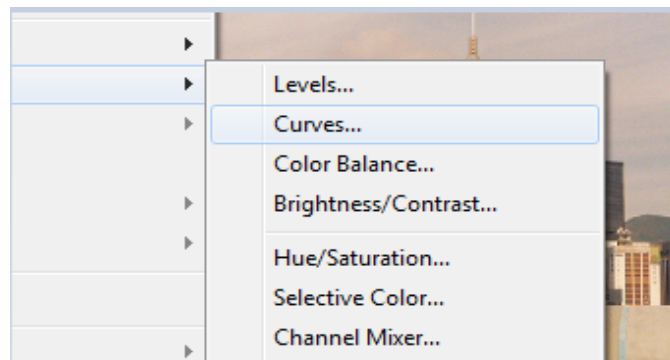 Levels...
Curves...
Color Balance...
Brightness/Contrast...
Hue/Saturation...
Selective Color...
Channel Mixer...